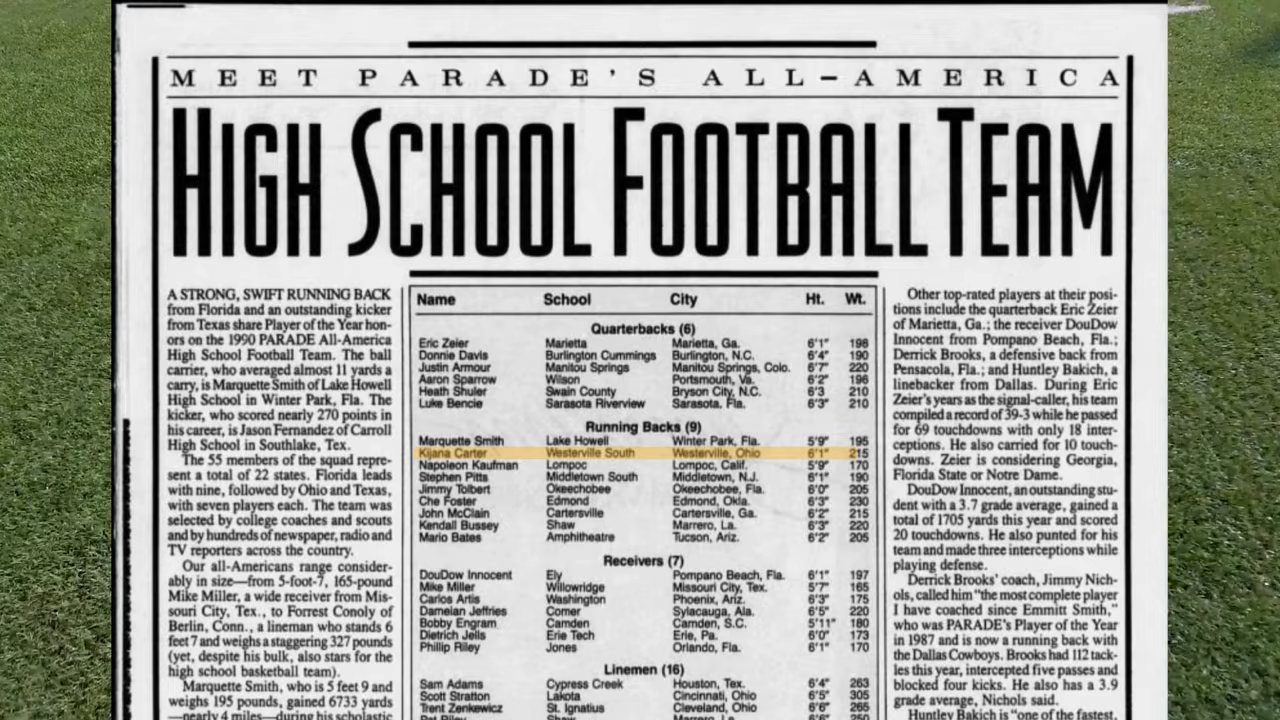 MEET PARADE'S ALL–AMERICA
HIGH SCHOOL FOOTBALL TEAM
A STRONG, SWIFT RUNNING BACK
from Florida and an outstanding kicker
from Texas share Player of the Year hon-
ors on the 1990 PARADE All-America
High School Football Team. The ball
carrier, who averaged almost 11 yards a
carry, is Marquette Smith of Lake Howell
High School in Winter Park, Fla. The
kicker, who scored nearly 270 points in
his career, is Jason Fernandez of Carroll
High School in Southlake, Tex.
The 55 members of the squad repre-
sent a total of 22 states. Florida leads
with nine, followed by Ohio and Texas,
with seven players each. The team was
selected by college coaches and scouts
and by hundreds of newspaper, radio and
TV reporters across the country.
Our all-Americans range consider-
ably in size—from 5-foot-7, 165-pound
Mike Miller, a wide receiver from Mis-
souri City, Tex., to Forrest Conoly of
Berlin, Conn., a lineman who stands 6
feet 7 and weighs a staggering 327 pounds
(yet, despite his bulk, also stars for the
high school basketball team).
Marquette Smith, who is 5 feet 9 and
weighs 195 pounds, gained 6733 yards
—nearly 4 miles—during his scholastic
Name School City Ht. Wt.
Quarterbacks (6)
Eric Zeier Marietta Marietta, Ga. 6'1" 198
Donnie Davis Burlington Cummings Burlington, N.C. 6'4" 190
Justin Armour Manitou Springs Manitou Springs, Colo. 6'7" 220
Aaron Sparrow Wilson Portsmouth, Va. 6'2" 196
Heath Shuler Swain County Bryson City, N.C. 6'3 210
Luke Bencie Sarasota Riverview Sarasota, Fla. 6'3" 210
Running Backs (9)
Marquette Smith Lake Howell Winter Park, Fla. 5'9" 195
Kijana Carter Westerville South Westerville, Ohio 6'1" 215
Napoleon Kaufman Lompoc Lompoc, Calif. 5'9" 170
Stephen Pitts Middletown South Middletown, N.J. 6'1" 190
Jimmy Tolbert Okeechobee Okeechobee, Fla. 6'0" 205
Che Foster Edmond Edmond, Okla. 6'3" 230
John McClain Cartersville Cartersville, Ga. 6'2" 215
Kendall Bussey Shaw Marrero, La. 6'3" 220
Mario Bates Amphitheatre Tucson, Ariz. 6'2" 205
Receivers (7)
DouDow Innocent Ely Pompano Beach, Fla. 6'1" 197
Mike Miller Willowridge Missouri City, Tex. 5'7" 165
Carlos Artis Washington Phoenix, Ariz. 6'3" 175
Dameian Jeffries Comer Sylacauga, Ala. 6'5" 220
Bobby Engram Camden Camden, S.C. 5'11" 180
Dietrich Jells Erie Tech Erie, Pa. 6'0" 173
Phillip Riley Jones Orlando, Fla. 6'1" 170
Linemen (16)
Sam Adams Cypress Creek Houston, Tex. 6'4" 263
Scott Stratton Lakota Cincinnati, Ohio 6'5" 305
Trent Zenkewicz St. Ignatius Cleveland, Ohio 6'6" 265
Pat Riley Shaw Marrero, La. 6'6" 250
Other top-rated players at their posi-
tions include the quarterback Eric Zeier
of Marietta, Ga.; the receiver DouDow
Innocent from Pompano Beach, Fla.;
Derrick Brooks, a defensive back from
Pensacola, Fla.; and Huntley Bakich, a
linebacker from Dallas. During Eric
Zeier's years as the signal-caller, his team
compiled a record of 39-3 while he passed
for 69 touchdowns with only 18 inter-
ceptions. He also carried for 10 touch-
downs. Zeier is considering Georgia,
Florida State or Notre Dame.
DouDow Innocent, an outstanding stu-
dent with a 3.7 grade average, gained a
total of 1705 yards this year and scored
20 touchdowns. He also punted for his
team and made three interceptions while
playing defense.
Derrick Brooks' coach, Jimmy Nich-
ols, called him "the most complete player
I have coached since Emmitt Smith,"
who was PARADE's Player of the Year
in 1987 and is now a running back with
the Dallas Cowboys. Brooks had 112 tack-
les this year, intercepted five passes and
blocked four kicks. He also has a 3.9
grade average, Nichols said.
Huntley Bakich is "one of the fastest,